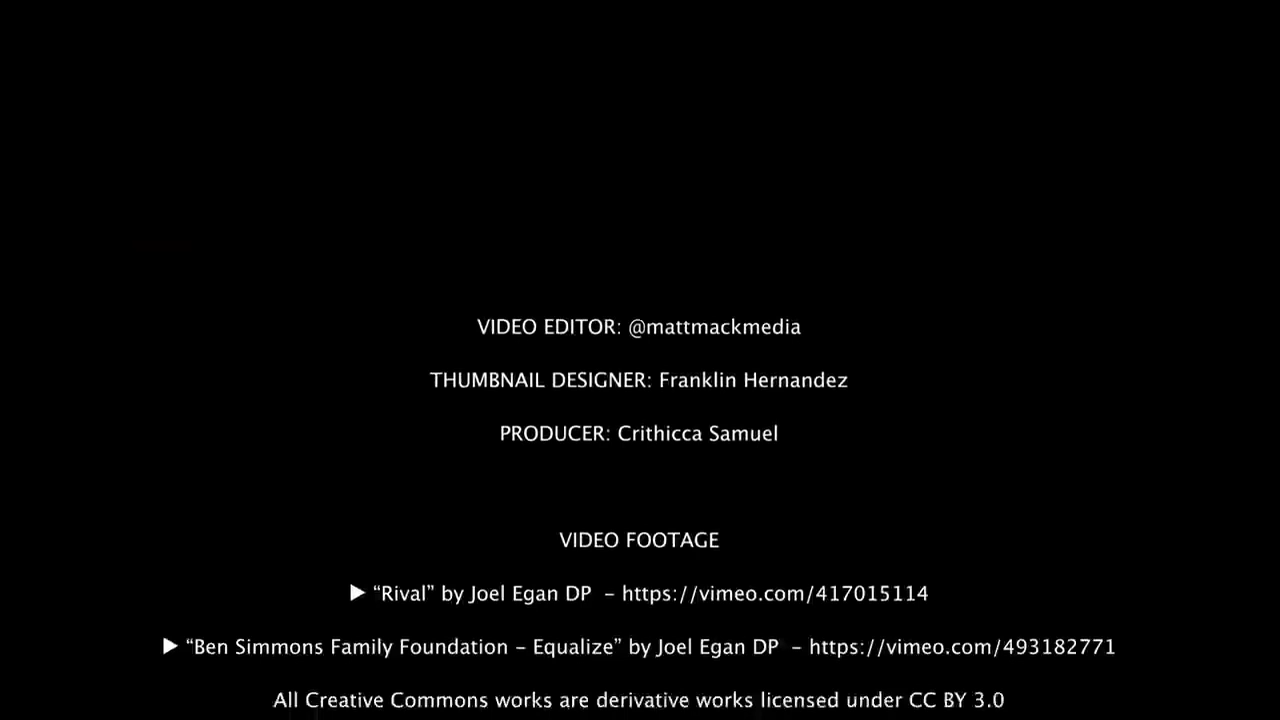 VIDEO EDITOR: @mattmackmedia
THUMBNAIL DESIGNER: Franklin Hernandez
PRODUCER: Crithicca Samuel
VIDEO FOOTAGE
▶ “Rival” by Joel Egan DP – https://vimeo.com/417015114
▶ “Ben Simmons Family Foundation – Equalize” by Joel Egan DP – https://vimeo.com/493182771
All Creative Commons works are derivative works licensed under CC BY 3.0